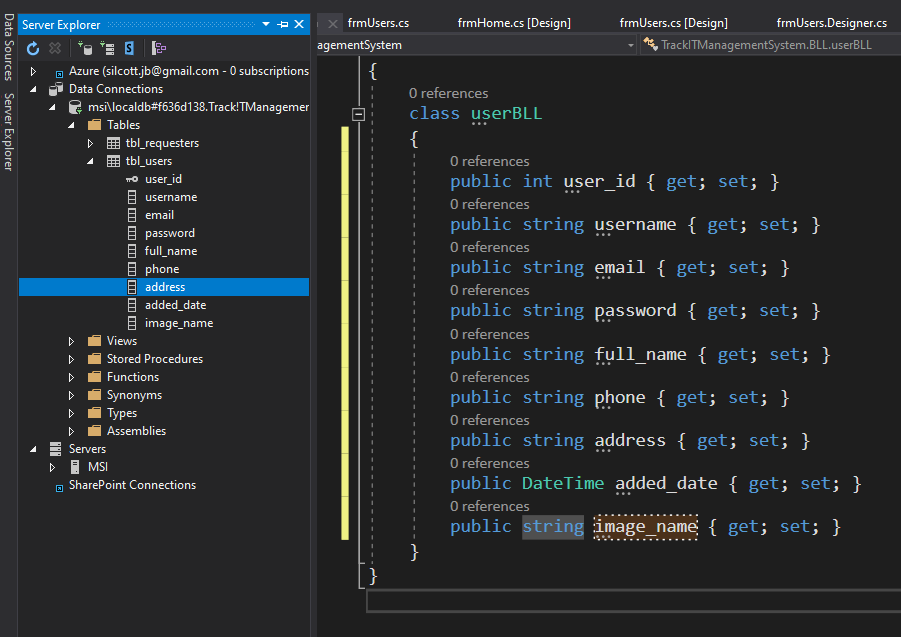 Data Sources
Server Explorer
Server Explorer
Azure (silcott.jb@gmail.com - 0 subscriptions
Data Connections
msi\localdb#f636d138.Track!TManagemer
Tables
tbl_requesters
tbl_users
user_id
username
email
password
full_name
phone
address
added_date
image_name
Views
Stored Procedures
Functions
Synonyms
Types
Assemblies
Servers
MSI
SharePoint Connections
frmUsers.cs frmHome.cs [Design] frmUsers.cs [Design] frmUsers.Designer.cs
agementSystem TrackITManagementSystem.BLL.userBLL
{
0 references
class userBLL
{
0 references
public int user_id { get; set; }
0 references
public string username { get; set; }
0 references
public string email { get; set; }
0 references
public string password { get; set; }
0 references
public string full_name { get; set; }
0 references
public string phone { get; set; }
0 references
public string address { get; set; }
0 references
public DateTime added_date { get; set; }
0 references
public string image_name { get; set; }
}
}